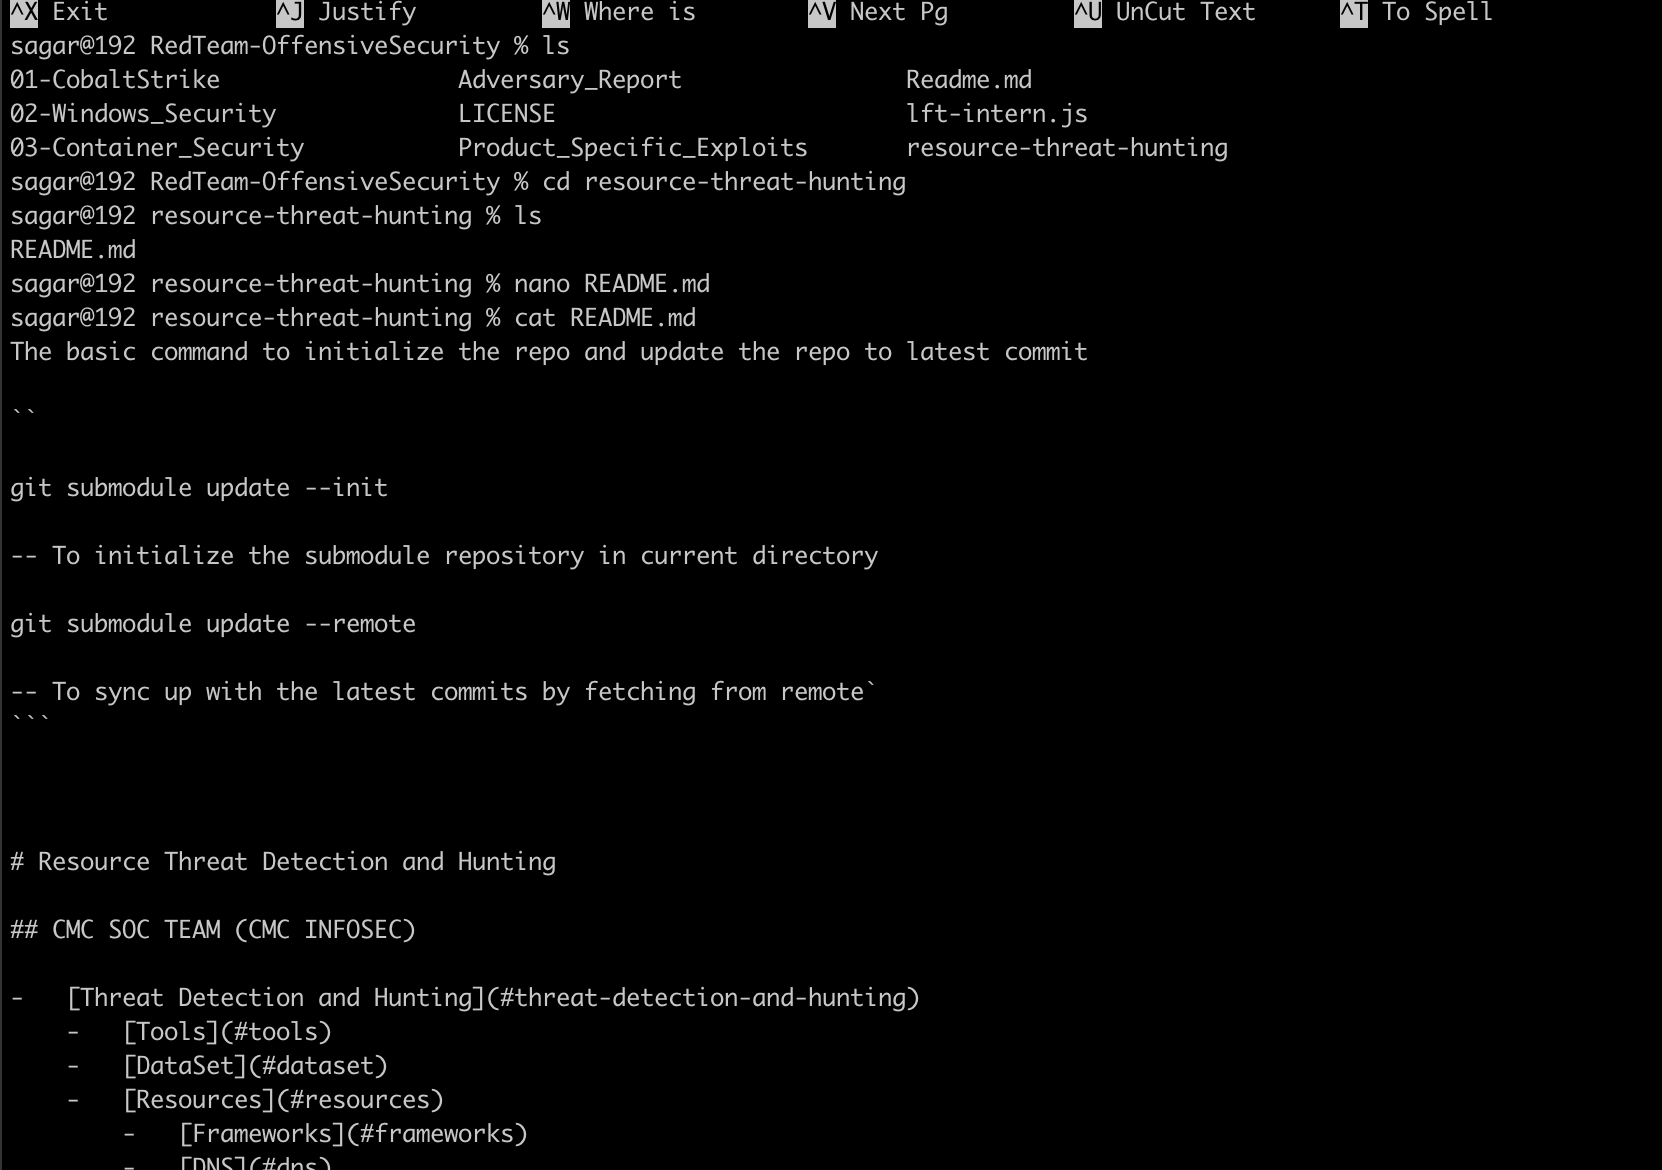 ^X Exit ^J Justify ^W Where is ^V Next Pg ^U UnCut Text ^T To Spell
sagar@192 RedTeam-OffensiveSecurity % ls
01-CobaltStrike Adversary_Report Readme.md
02-Windows_Security LICENSE lft-intern.js
03-Container_Security Product_Specific_Exploits resource-threat-hunting
sagar@192 RedTeam-OffensiveSecurity % cd resource-threat-hunting
sagar@192 resource-threat-hunting % ls
README.md
sagar@192 resource-threat-hunting % nano README.md
sagar@192 resource-threat-hunting % cat README.md
The basic command to initialize the repo and update the repo to latest commit
``
git submodule update --init
-- To initialize the submodule repository in current directory
git submodule update --remote
-- To sync up with the latest commits by fetching from remote`
```
# Resource Threat Detection and Hunting
## CMC SOC TEAM (CMC INFOSEC)
-   [Threat Detection and Hunting](#threat-detection-and-hunting)
    -   [Tools](#tools)
    -   [DataSet](#dataset)
    -   [Resources](#resources)
        -   [Frameworks](#frameworks)
        -   [DNS](#dns)